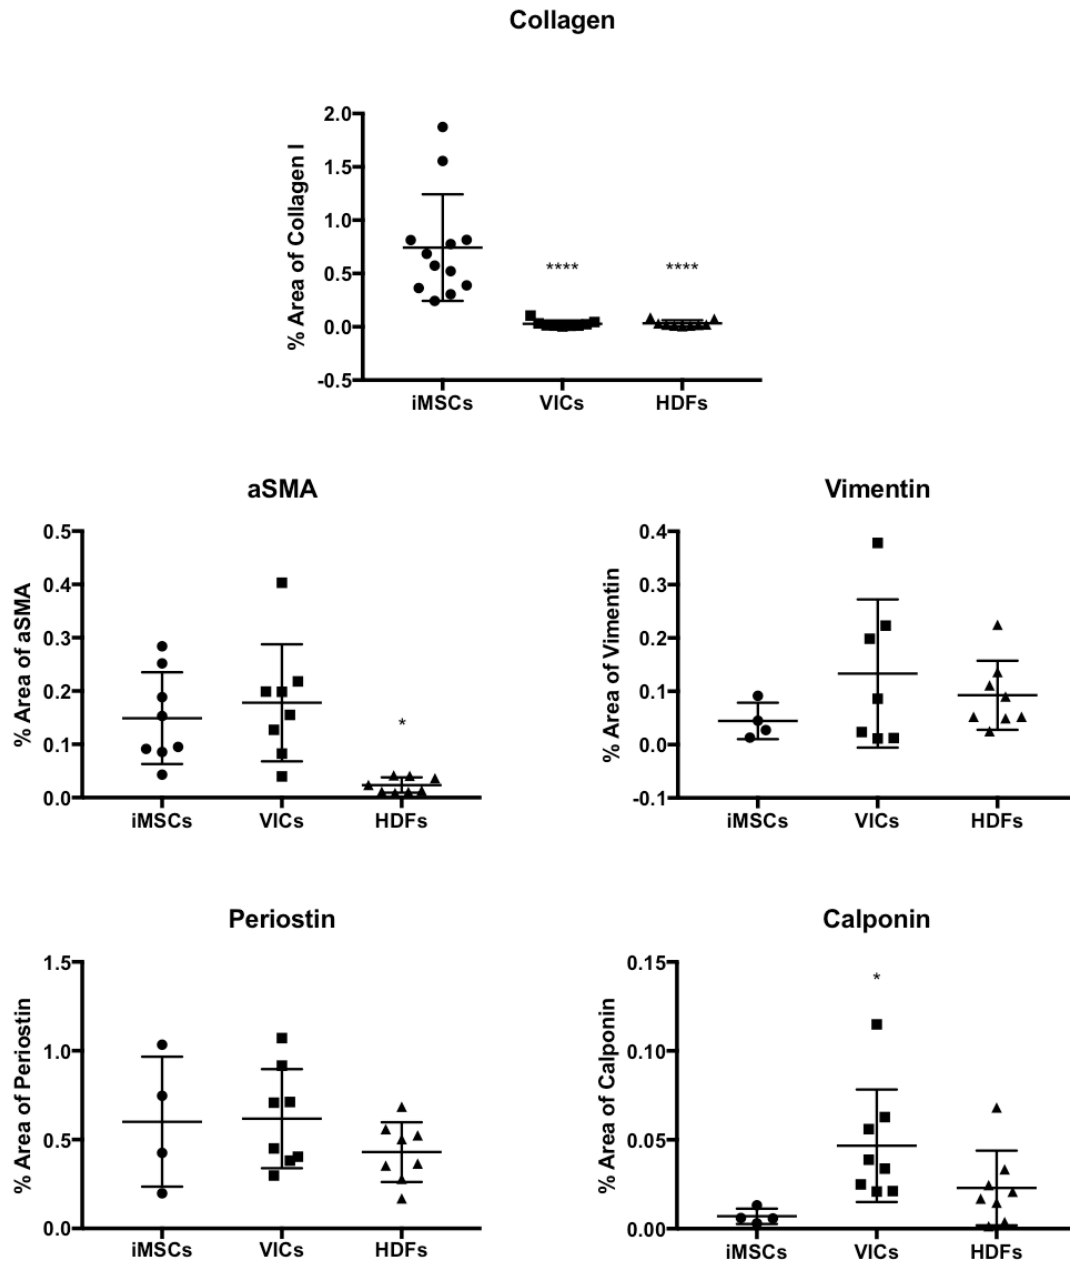 Collagen
% Area of Collagen I
2.0
1.5
1.0
0.5
0.0
-0.5
**** ****
iMSCs VICs HDFs
aSMA
% Area of aSMA
0.5
0.4
0.3
0.2
0.1
0.0
*
iMSCs VICs HDFs
Vimentin
% Area of Vimentin
0.4
0.3
0.2
0.1
0.0
-0.1
iMSCs VICs HDFs
Periostin
% Area of Periostin
1.5
1.0
0.5
0.0
iMSCs VICs HDFs
Calponin
% Area of Calponin
0.15
0.10
0.05
0.00
*
iMSCs VICs HDFs